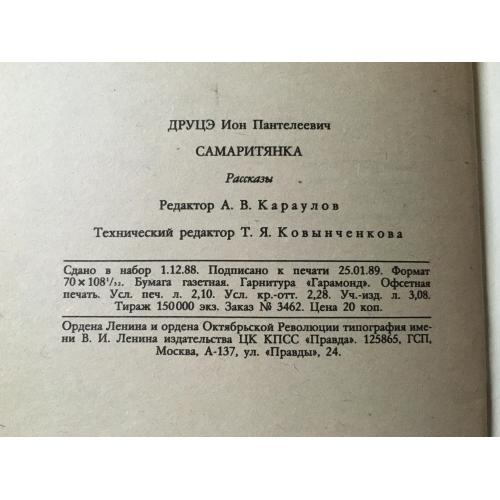 ДРУЦЭ Ион Пантелеевич
САМАРИТЯНКА
Рассказы
Редактор А. В. Караулов
Технический редактор Т. Я. Ковынченкова
Сдано в набор 1.12.88. Подписано к печати 25.01.89. Формат
70×108¹/₃₂. Бумага газетная. Гарнитура «Гарамонд». Офсетная
печать. Усл. печ. л. 2,10. Усл. кр.-отт. 2,28. Уч.-изд. л. 3,08.
Тираж 150 000 экз. Заказ № 3462. Цена 20 коп.
Ордена Ленина и ордена Октябрьской Революции типография име-
ни В. И. Ленина издательства ЦК КПСС «Правда». 125865, ГСП,
Москва, А-137, ул. «Правды», 24.